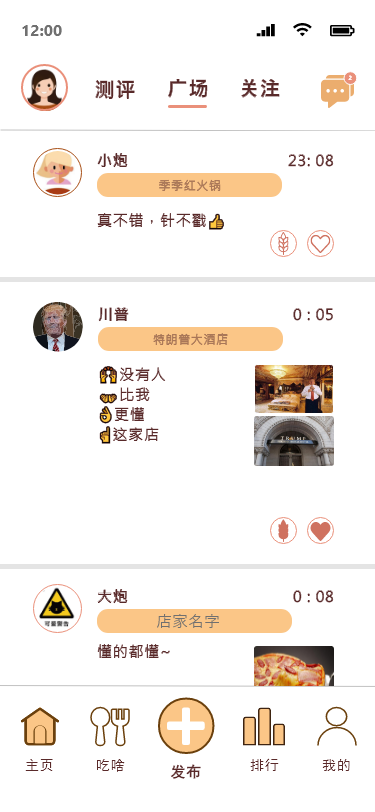 12:00
测评 广场 关注
2
小炮 23: 08
季季红火锅
真不错，针不戳👍
川普 0 : 05
特朗普大酒店
没有人
比我
👌更懂
☝这家店
TRUMP
大炮 0 : 08
可爱警告
店家名字
懂的都懂~
主页 吃啥 发布 排行 我的